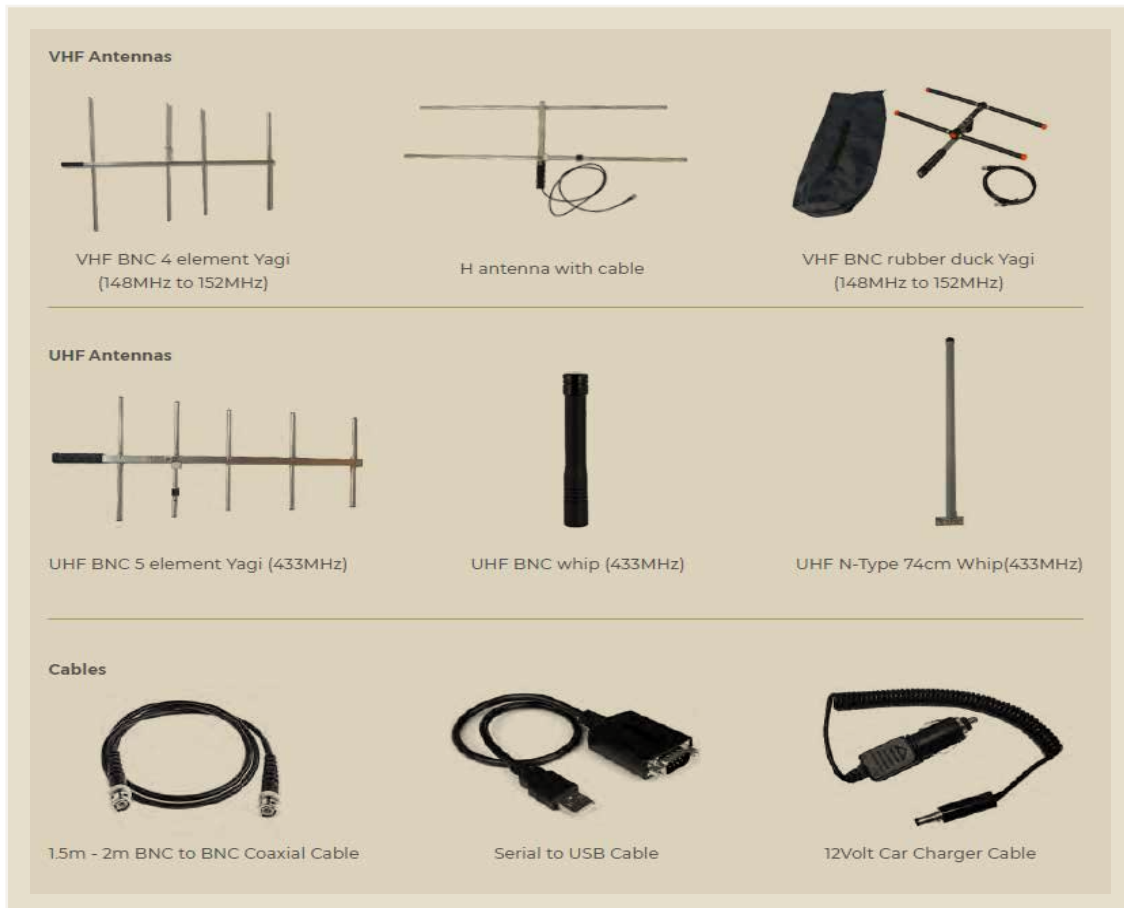 VHF Antennas
VHF BNC 4 element Yagi
(148MHz to 152MHz)
H antenna with cable
VHF BNC rubber duck Yagi
(148MHz to 152MHz)
UHF Antennas
UHF BNC 5 element Yagi (433MHz)
UHF BNC whip (433MHz)
UHF N-Type 74cm Whip(433MHz)
Cables
1.5m - 2m BNC to BNC Coaxial Cable
Serial to USB Cable
12Volt Car Charger Cable